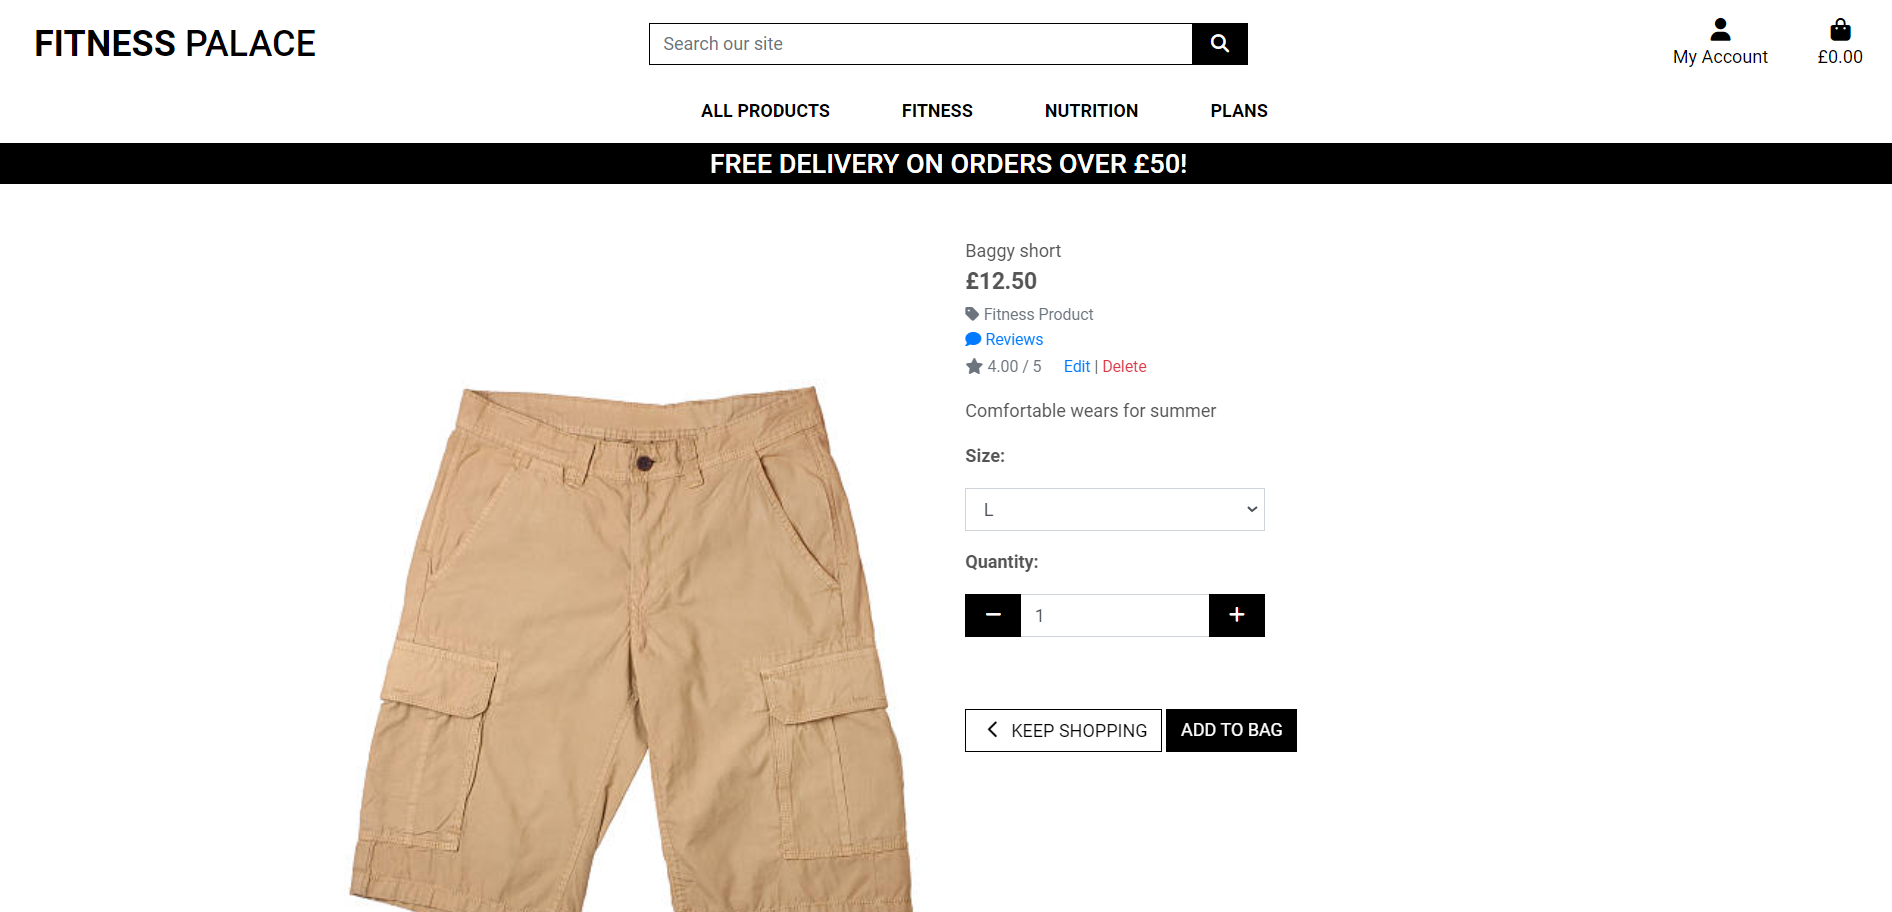 FITNESS PALACE
Search our site
My Account
£0.00
ALL PRODUCTS FITNESS NUTRITION PLANS
FREE DELIVERY ON ORDERS OVER £50!
Baggy short
£12.50
Fitness Product
Reviews
4.00 / 5 Edit | Delete
Comfortable wears for summer
Size:
L
Quantity:
1
KEEP SHOPPING ADD TO BAG